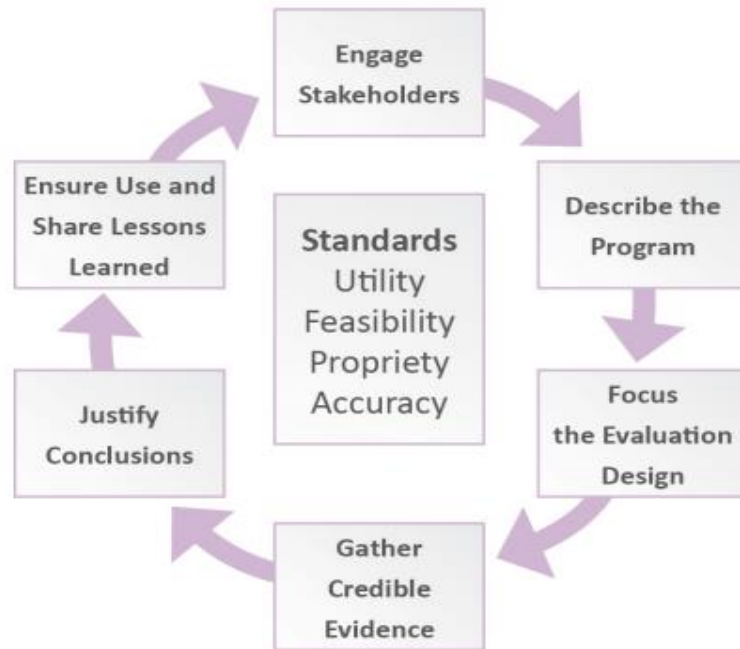 Engage
Stakeholders
Describe the
Program
Focus
the Evaluation
Design
Gather
Credible
Evidence
Justify
Conclusions
Ensure Use and
Share Lessons
Learned
Standards
Utility
Feasibility
Propriety
Accuracy